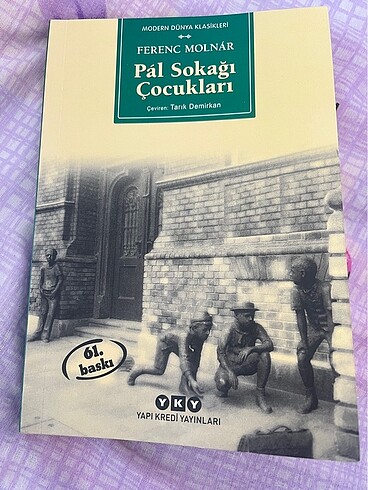 MODERN DÜNYA KLASİKLERİ
FERENC MOLNÁR
Pál Sokağı
Çocukları
Çeviren: Tarık Demirkan
61.
baskı
YKY
YAPI KREDİ YAYINLARI